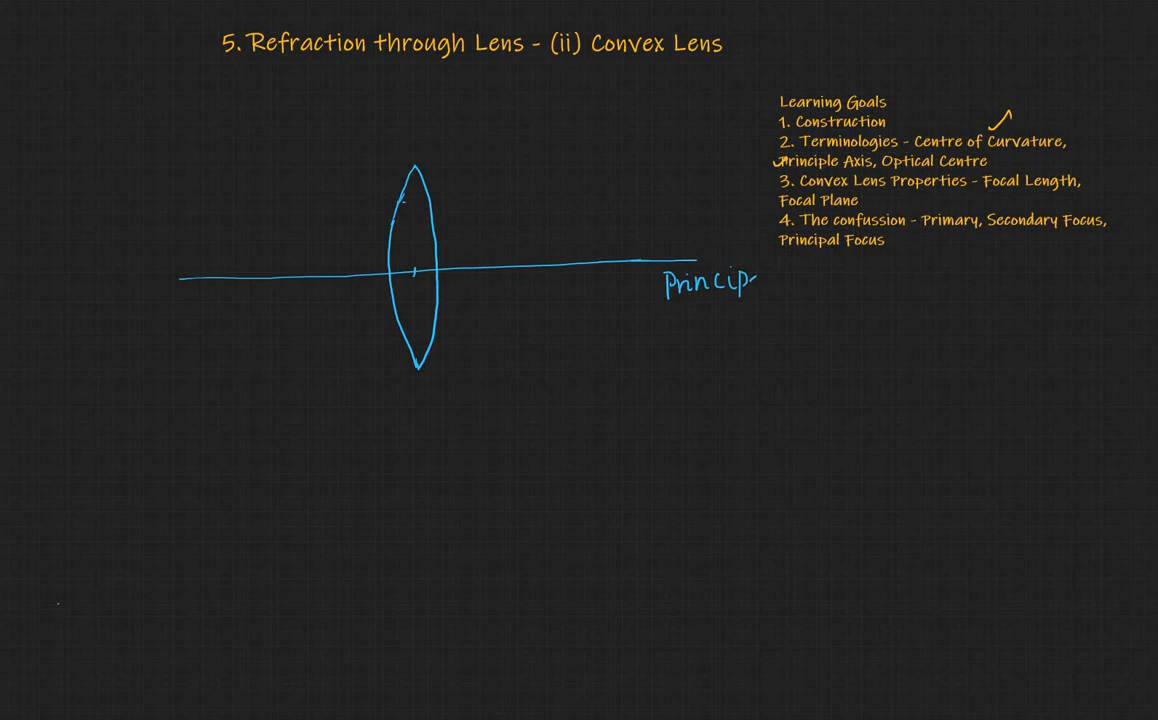 5. Refraction through Lens - (ii) Convex Lens
Learning Goals
1. Construction
2. Terminologies - Centre of Curvature,
Principle Axis, Optical Centre
3. Convex Lens Properties - Focal Length,
Focal Plane
4. The confussion - Primary, Secondary Focus,
Principal Focus
Princip